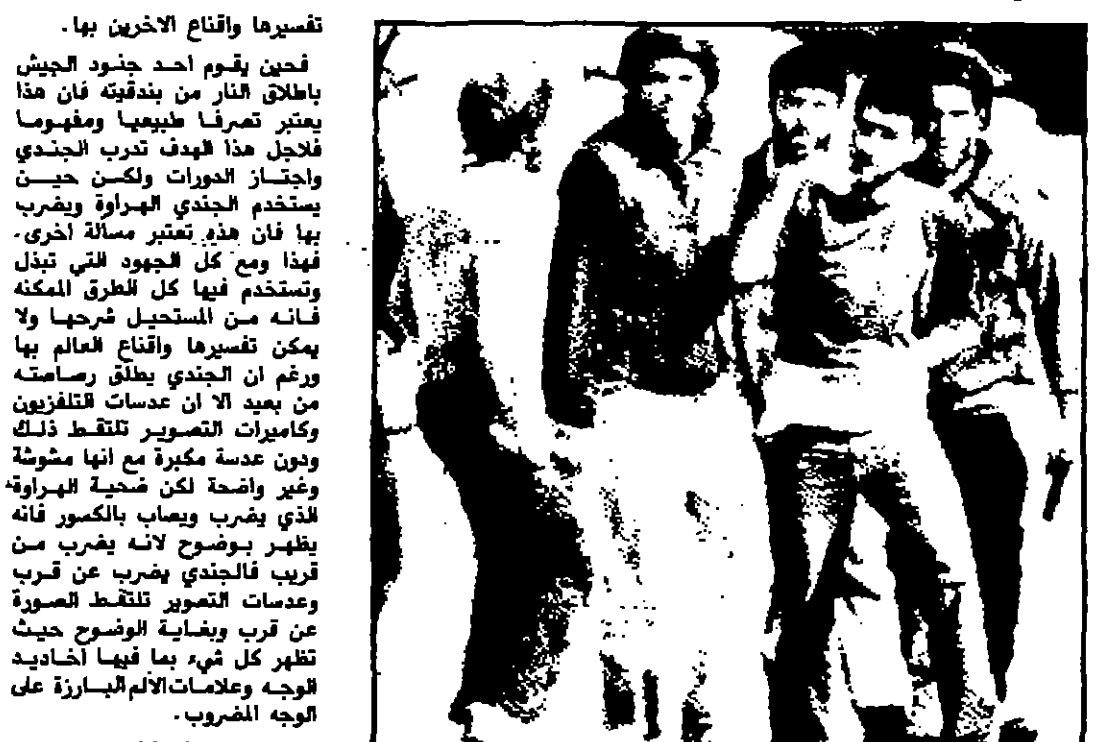 تفسيرها واقناع الاخرين بها.
فحين يقوم احد جنود الجيش
باطلاق النار من بندقيته فان هذا
يعتبر تصرفا طبيعيا ومفهوما
فلاجل هذا الهدف تدرب الجندي
واجتاز الدورات ولكن حين
يستخدم الجندي الهراوة ويضرب
بها فان هذه تعتبر مسالة اخرى.
فهذا ومع كل الجهود التي تبذل
وتستخدم فيها كل الطرق الممكنه
فانه من المستحيل شرحها ولا
يمكن تفسيرها واقناع العالم بها
ورغم ان الجندي يطلق رصاصته
من بعيد الا ان عدسات التلفزيون
وكاميرات التصوير تلتقط ذلك
ودون عدسة مكبرة مع انها مشوشة
وغير واضحة لكن ضحية الهراوة
الذي يضرب ويصاب بالكسور فانه
يظهر بوضوح لانه يضرب من
قريب فالجندي يضرب عن قرب
وعدسات التصوير تلتقط الصورة
عن قرب وبغاية الوضوح حيث
تظهر كل شيء بما فيها اخاديد
الوجه وعلامات الالم البارزة على
الوجه المضروب.